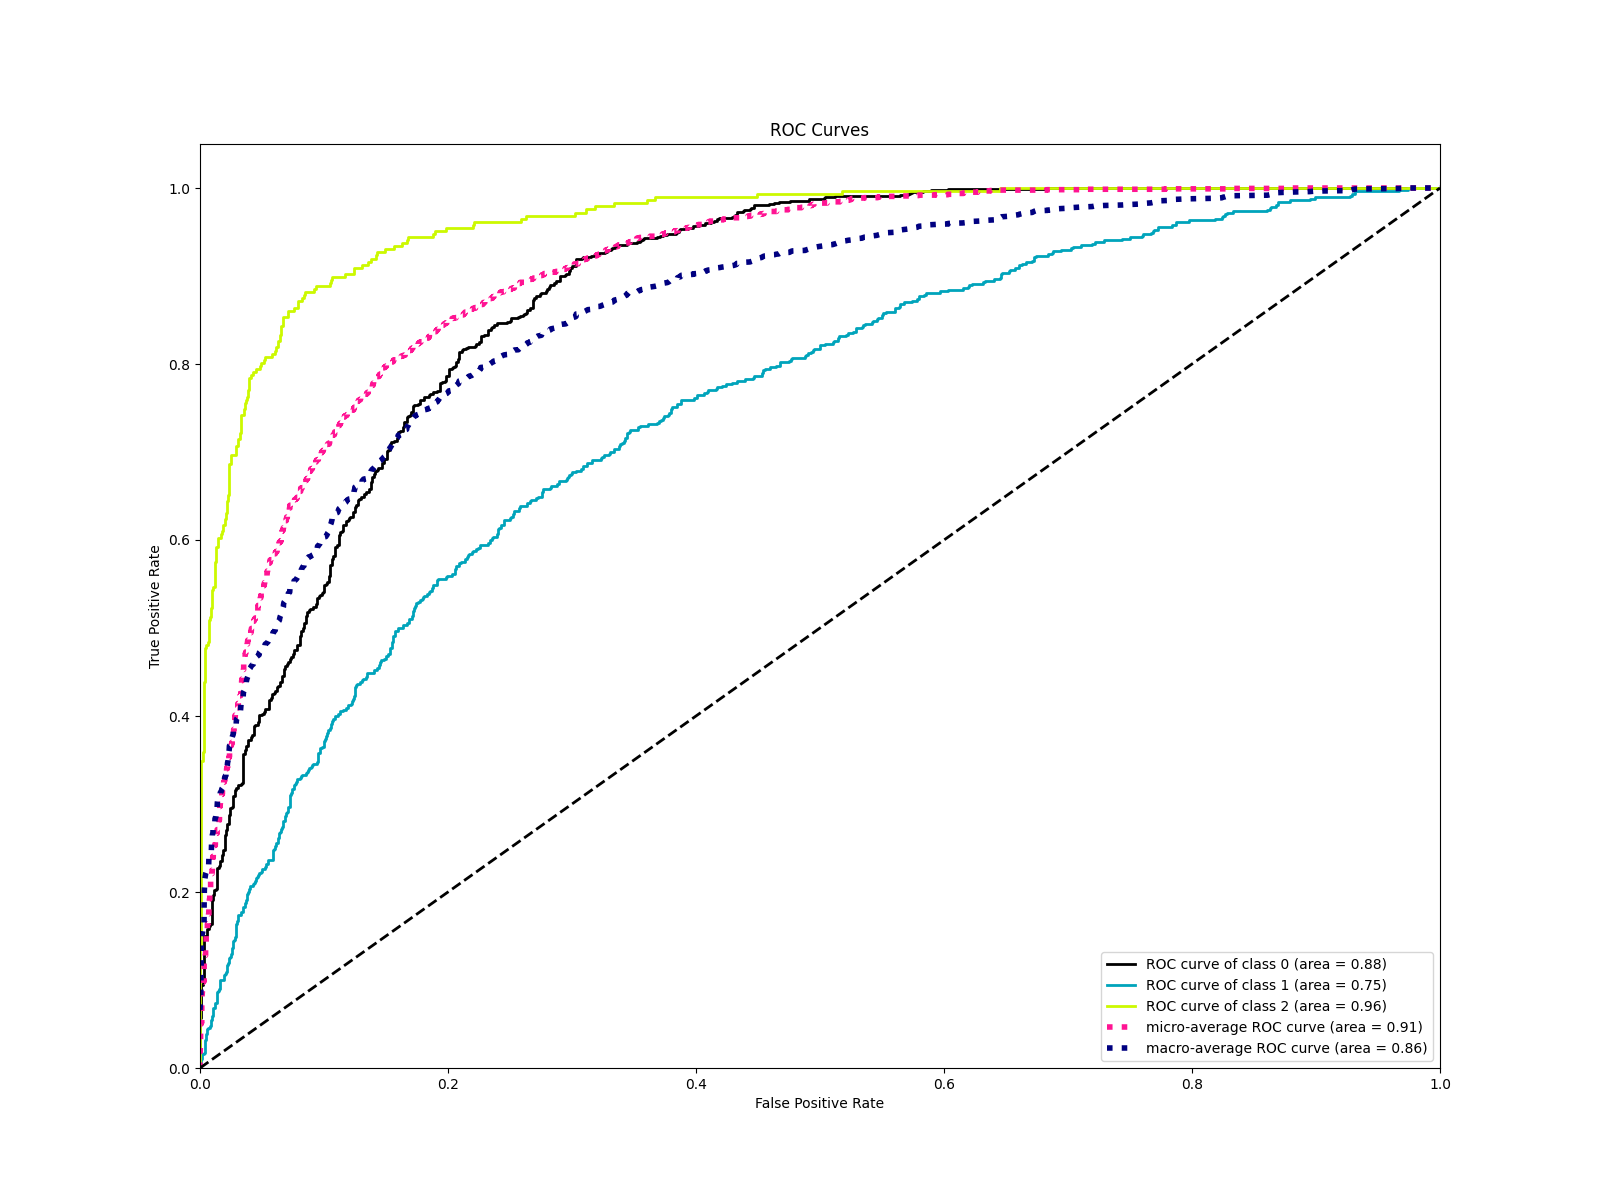 ROC Curves
True Positive Rate
1.0
0.8
0.6
0.4
0.2
0.0
0.0 0.2 0.4 0.6 0.8 1.0
False Positive Rate
ROC curve of class 0 (area = 0.88)
ROC curve of class 1 (area = 0.75)
ROC curve of class 2 (area = 0.96)
micro-average ROC curve (area = 0.91)
macro-average ROC curve (area = 0.86)